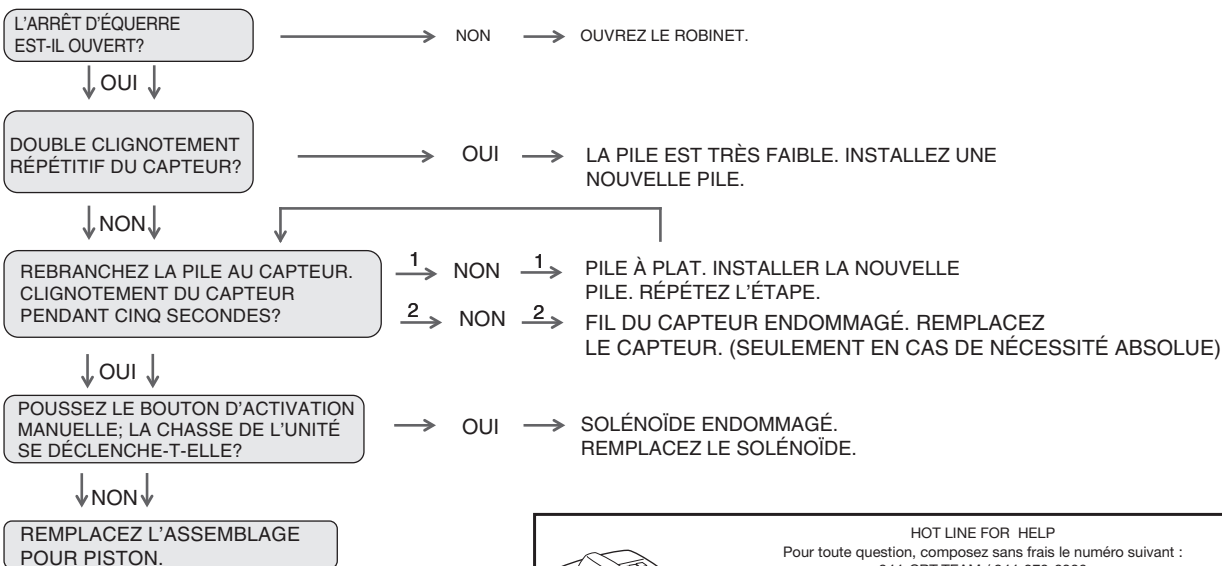 L'ARRÊT D'ÉQUERRE
EST-IL OUVERT?
NON
OUVREZ LE ROBINET.
OUI
DOUBLE CLIGNOTEMENT
RÉPÉTITIF DU CAPTEUR?
OUI
LA PILE EST TRÈS FAIBLE. INSTALLEZ UNE
NOUVELLE PILE.
NON
REBRANCHEZ LA PILE AU CAPTEUR.
CLIGNOTEMENT DU CAPTEUR
PENDANT CINQ SECONDES?
1 NON 1
PILE À PLAT. INSTALLER LA NOUVELLE
PILE. RÉPÉTEZ L'ÉTAPE.
2 NON 2
FIL DU CAPTEUR ENDOMMAGÉ. REMPLACEZ
LE CAPTEUR. (SEULEMENT EN CAS DE NÉCESSITÉ ABSOLUE)
OUI
POUSSEZ LE BOUTON D'ACTIVATION
MANUELLE; LA CHASSE DE L'UNITÉ
SE DÉCLENCHE-T-ELLE?
OUI
SOLÉNOÏDE ENDOMMAGÉ.
REMPLACEZ LE SOLÉNOÏDE.
NON
REMPLACEZ L'ASSEMBLAGE
POUR PISTON.
HOT LINE FOR HELP
Pour toute question, composez sans frais le numéro suivant :